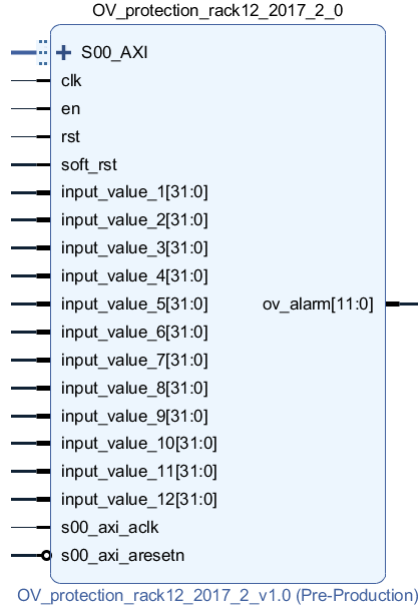 OV_protection_rack12_2017_2_0
S00_AXI
clk
en
rst
soft_rst
input_value_1[31:0]
input_value_2[31:0]
input_value_3[31:0]
input_value_4[31:0]
input_value_5[31:0] ov_alarm[11:0]
input_value_6[31:0]
input_value_7[31:0]
input_value_8[31:0]
input_value_9[31:0]
input_value_10[31:0]
input_value_11[31:0]
input_value_12[31:0]
s00_axi_aclk
s00_axi_aresetn
OV_protection_rack12_2017_2_v1.0 (Pre-Production)